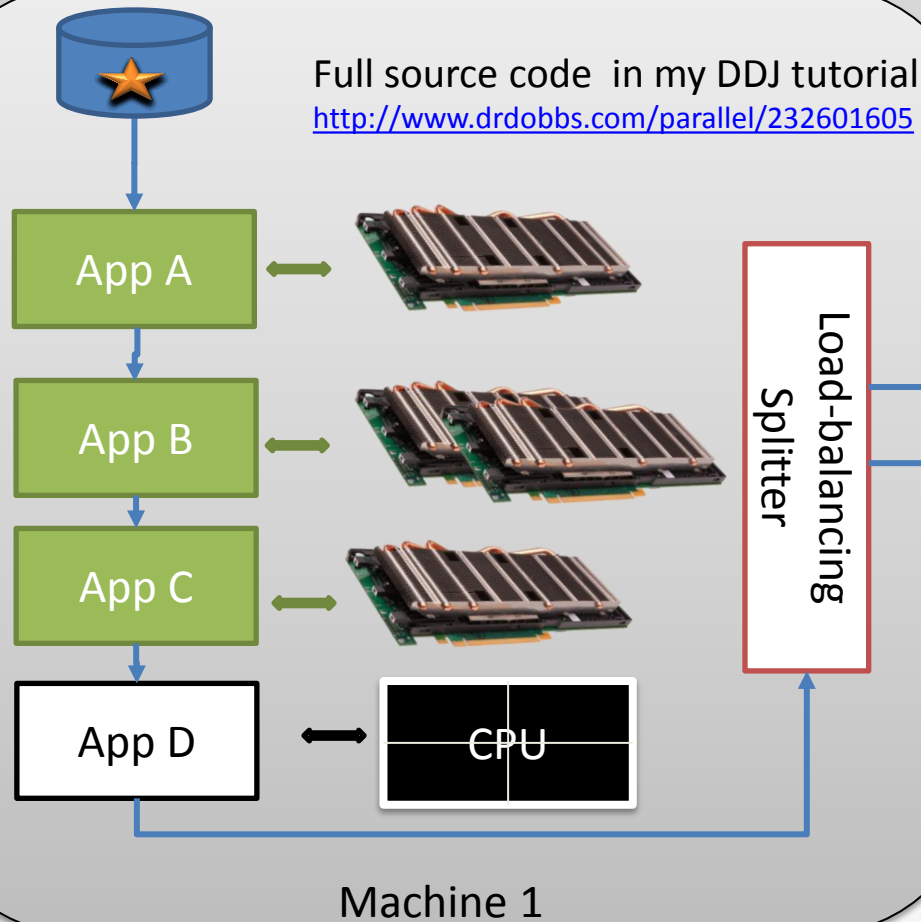 Full source code  in my DDJ tutorial
http://www.drdobbs.com/parallel/232601605
App A
App B
App C
App D
CPU
Load-balancing
Splitter
Machine 1